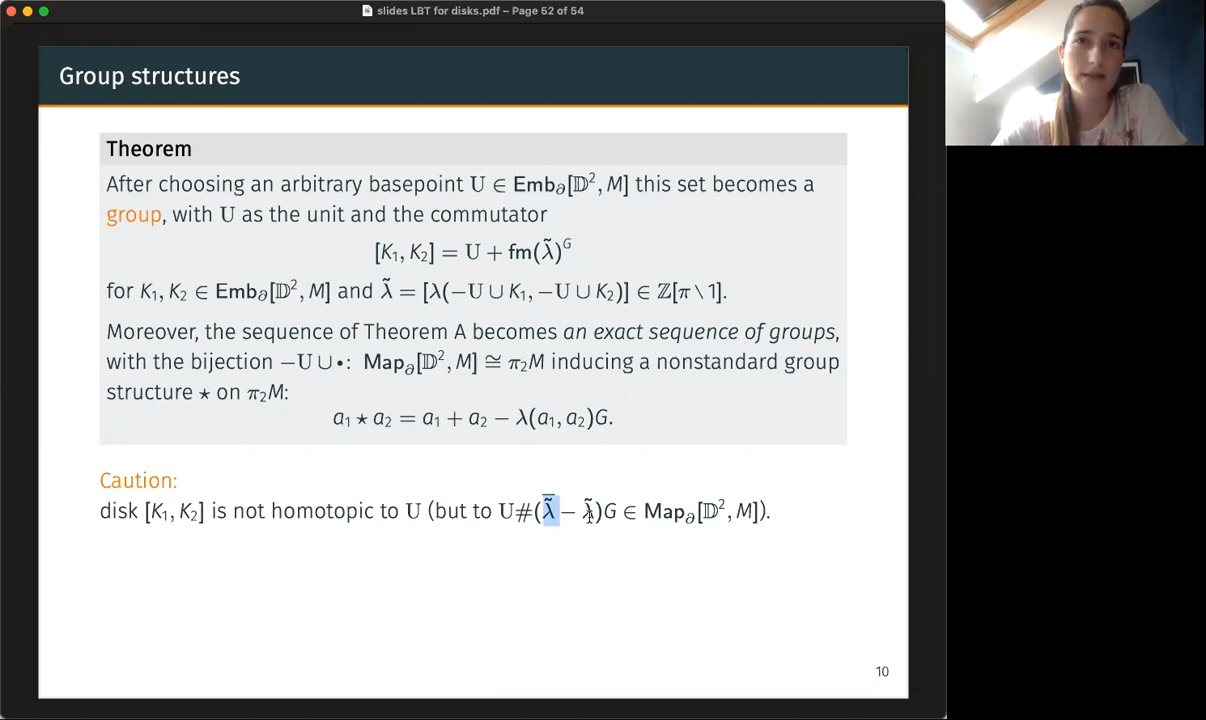 slides LBT for disks.pdf – Page 52 of 54
Group structures
Theorem
After choosing an arbitrary basepoint U ∈ Emb∂[𝔻², M] this set becomes a
group, with U as the unit and the commutator
[K₁, K₂] = U + fm(λ̃)ᴳ
for K₁, K₂ ∈ Emb∂[𝔻², M] and λ̃ = [λ(−U ∪ K₁, −U ∪ K₂)] ∈ ℤ[π∖1].
Moreover, the sequence of Theorem A becomes an exact sequence of groups,
with the bijection −U ∪ •: Map∂[𝔻², M] ≅ π₂M inducing a nonstandard group
structure ⋆ on π₂M:
a₁ ⋆ a₂ = a₁ + a₂ − λ(a₁, a₂)G.
Caution:
disk [K₁, K₂] is not homotopic to U (but to U#(λ̃̅ − λ̃)G ∈ Map∂[𝔻², M]).
10